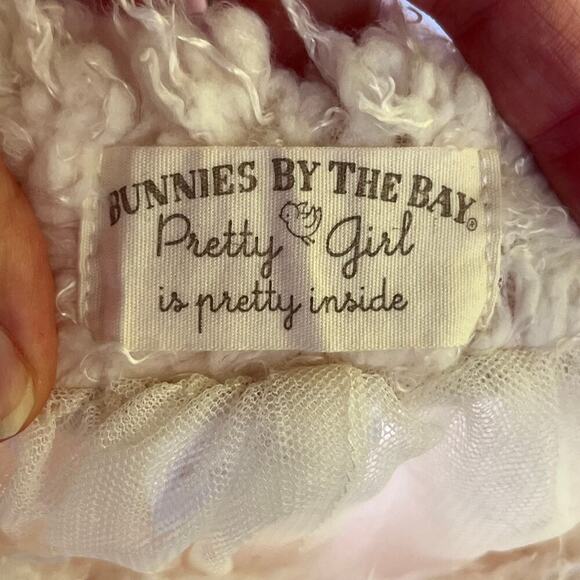 BUNNIES BY THE BAY®
Pretty Girl
is pretty inside